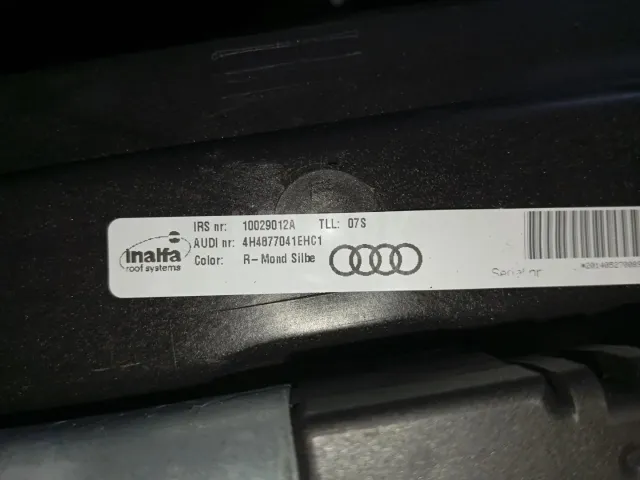 inalfa
roof systems
IRS nr: 10029012A TLL: 07S
AUDI nr: 4H4877041EHC1
Color: R-Mond Silbe
Serial nr